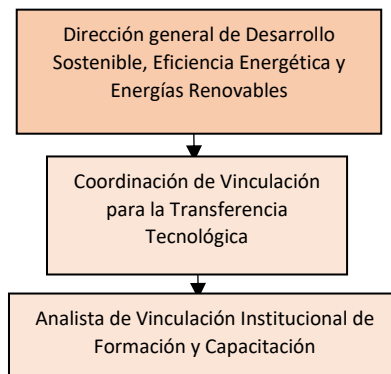 Dirección general de Desarrollo
Sostenible, Eficiencia Energética y
Energías Renovables
Coordinación de Vinculación
para la Transferencia
Tecnológica
Analista de Vinculación Institucional de
Formación y Capacitación